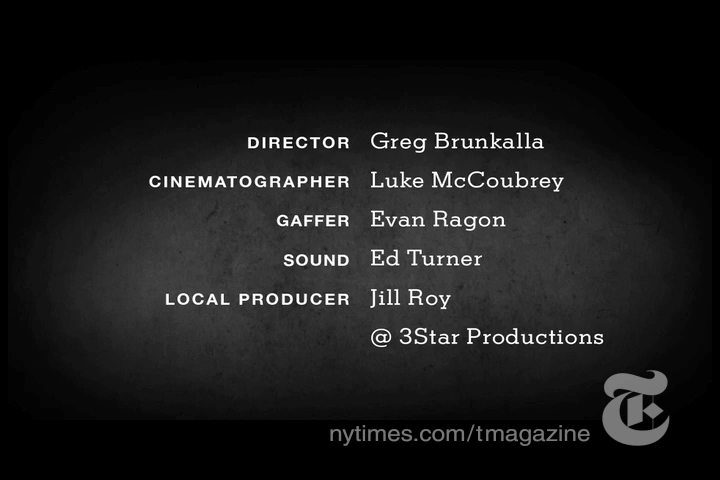 DIRECTOR Greg Brunkalla
CINEMATOGRAPHER Luke McCoubrey
GAFFER Evan Ragon
SOUND Ed Turner
LOCAL PRODUCER Jill Roy
@ 3Star Productions
nytimes.com/tmagazine
T